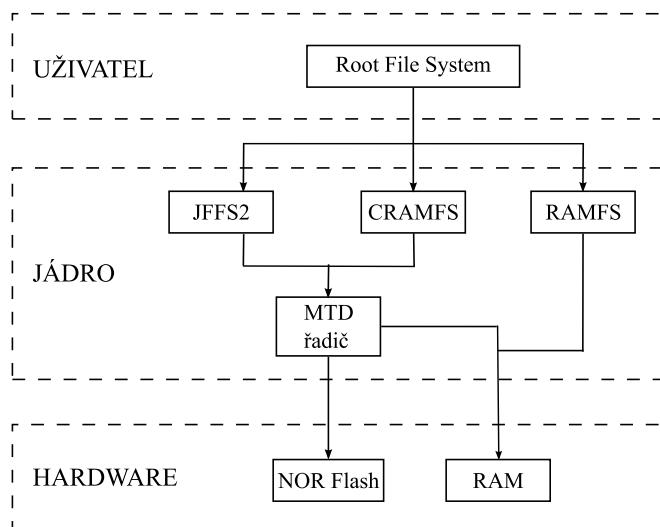 UŽIVATEL
Root File System
JFFS2
CRAMFS
RAMFS
JÁDRO
MTD
řadič
HARDWARE
NOR Flash
RAM